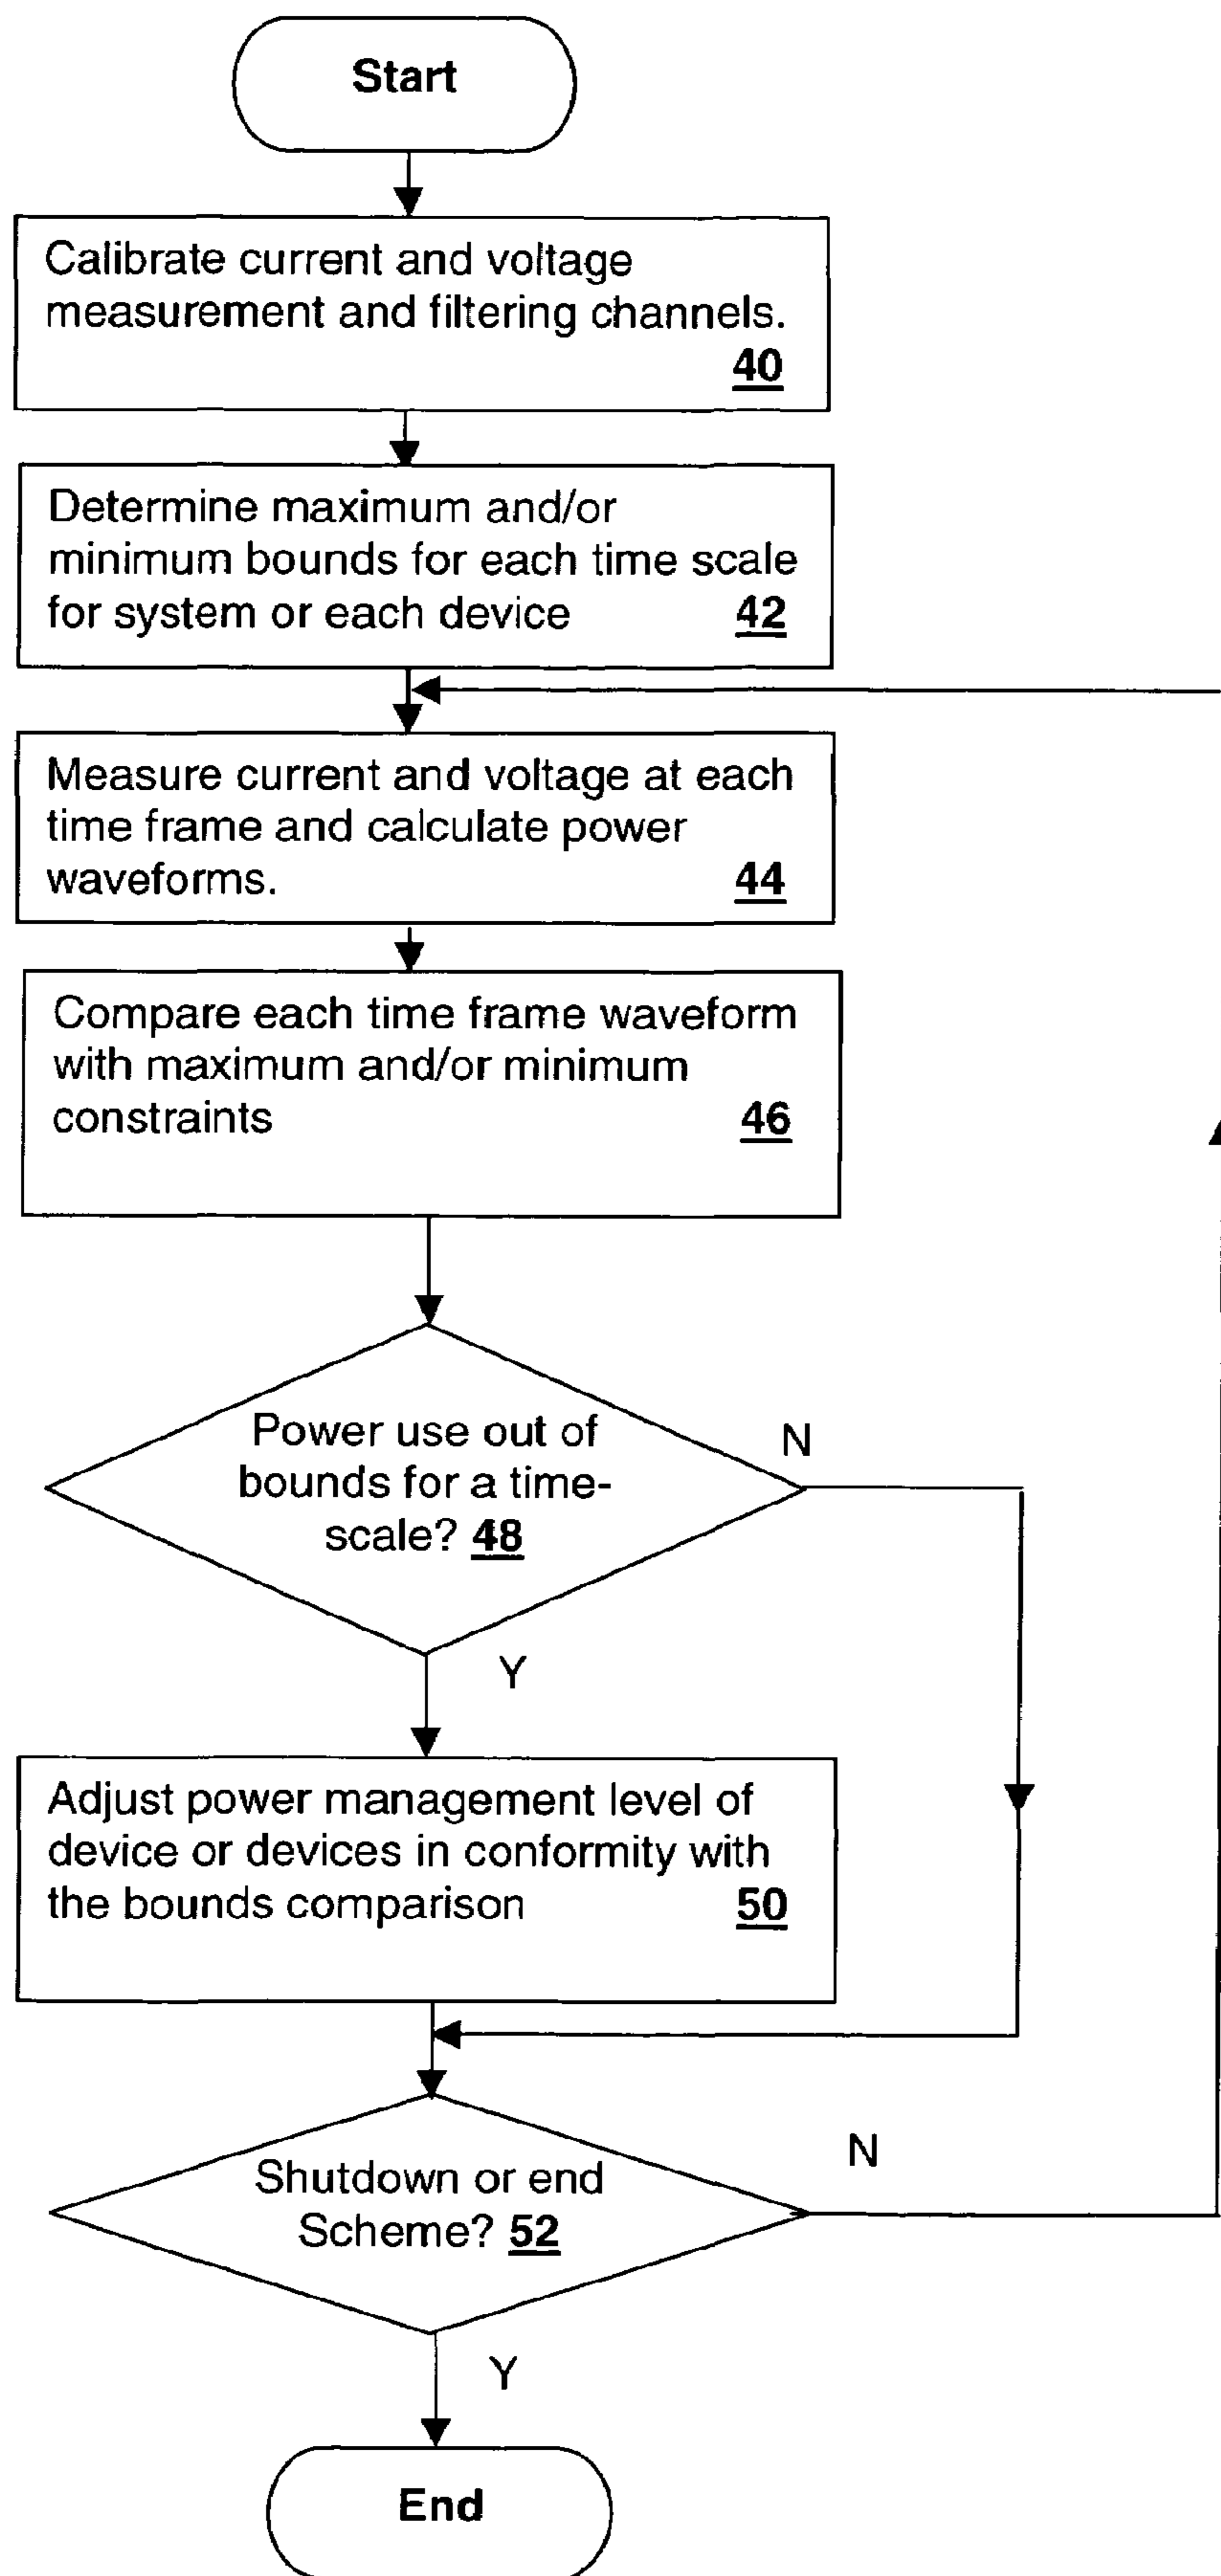 Start
Calibrate current and voltage
measurement and filtering channels.
40
Determine maximum and/or
minimum bounds for each time scale
for system or each device 42
Measure current and voltage at each
time frame and calculate power
waveforms. 44
Compare each time frame waveform
with maximum and/or minimum
constraints 46
Power use out of
bounds for a time-
scale? 48
N
Y
Adjust power management level of
device or devices in conformity with
the bounds comparison 50
Shutdown or end
Scheme? 52
N
Y
End